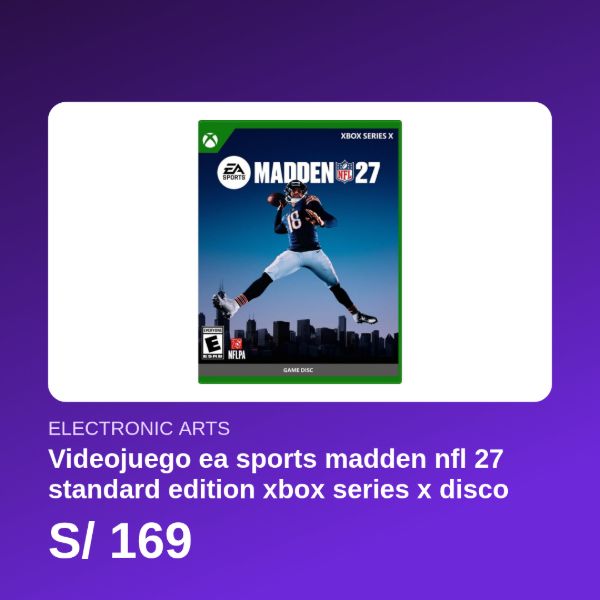 XBOX SERIES X
EA SPORTS MADDEN NFL 27
18
EVERYONE
E
ESRB
NFLPA
GAME DISC
ELECTRONIC ARTS
Videojuego ea sports madden nfl 27
standard edition xbox series x disco
S/ 169